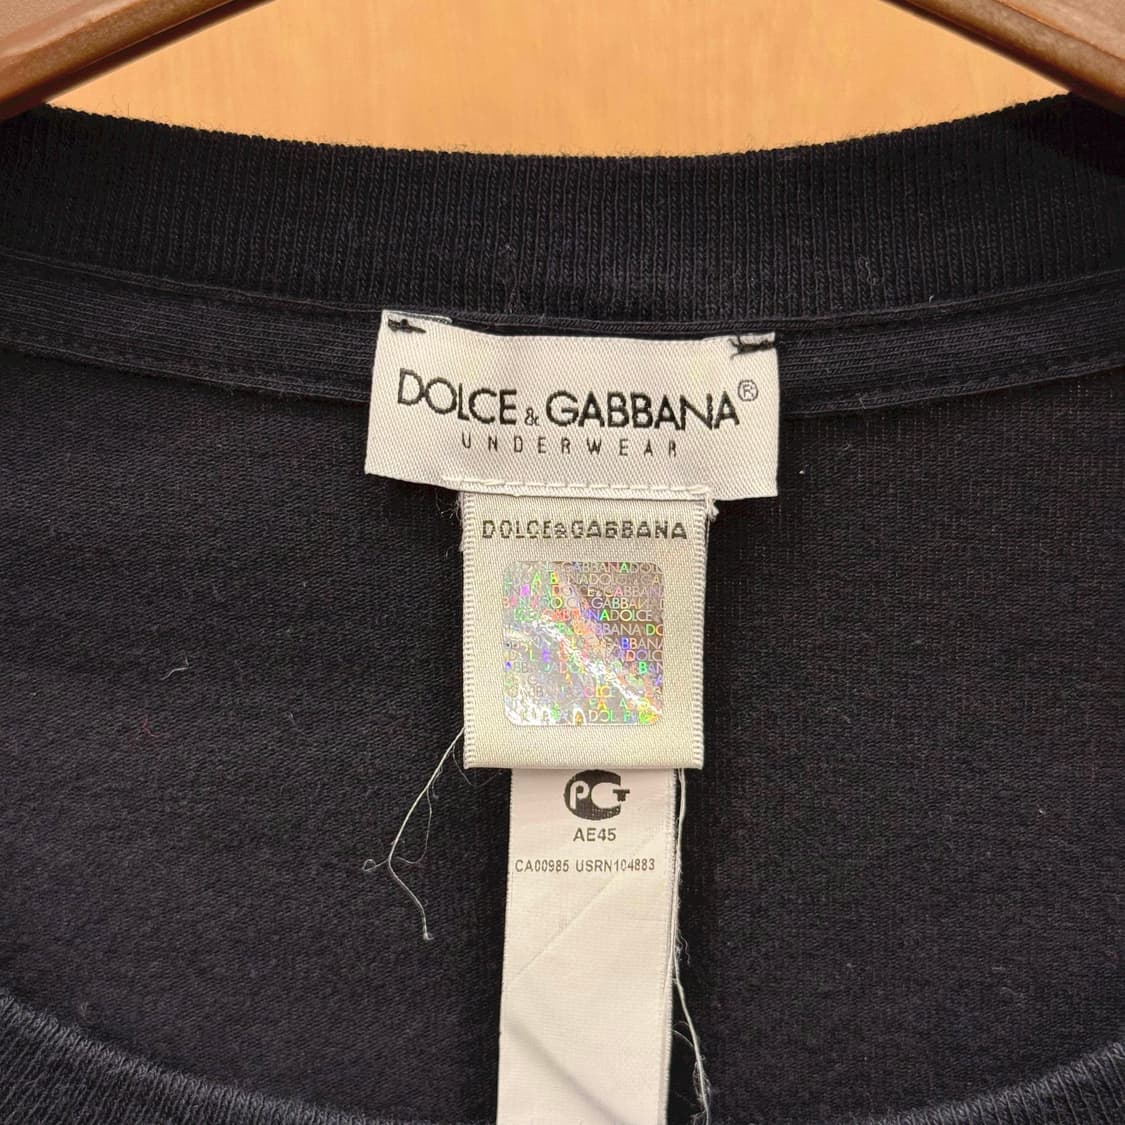 DOLCE & GABBANA®
UNDERWEAR
DOLCE&GABBANA
PCT
AE45
CA00985 USRN104883